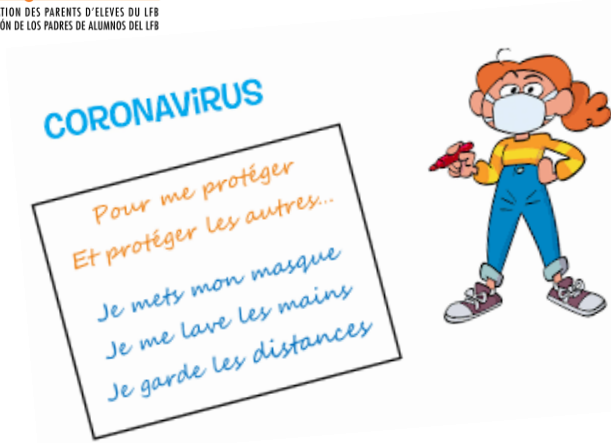 TION DES PARENTS D'ELEVES DU LFB
ÓN DE LOS PADRES DE ALUMNOS DEL LFB
CORONAViRUS
Pour me protéger
Et protéger les autres...
Je mets mon masque
Je me lave les mains
Je garde les distances